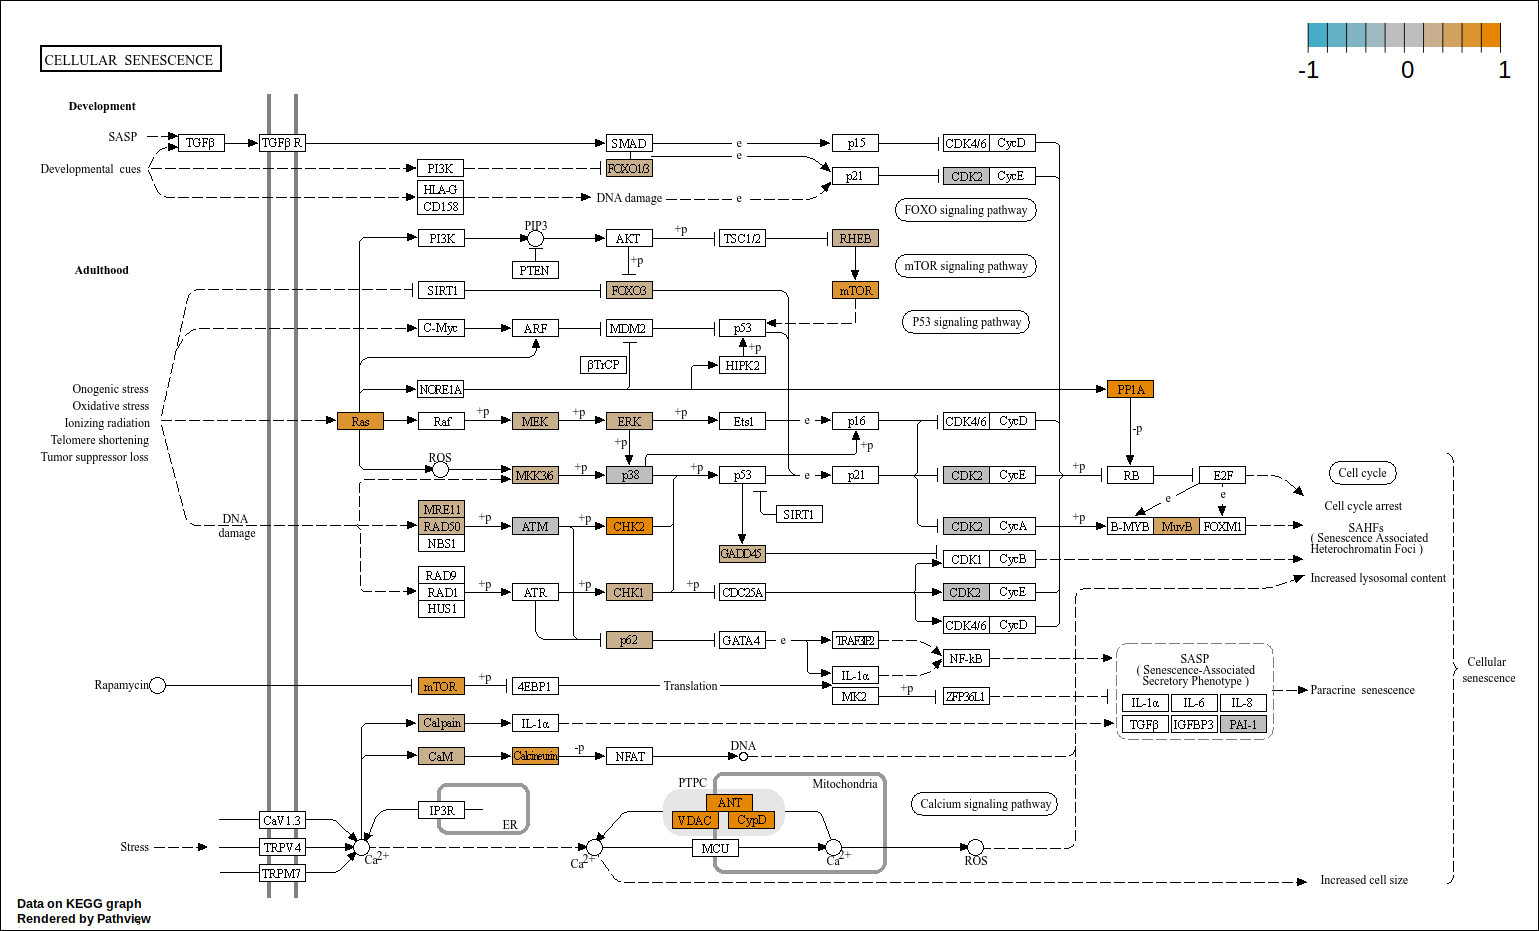 CELLULAR SENESCENCE
-1 0 1
Development
SASP
TGFβ
TGFβ R
SMAD
e
p15
CDK4/6 CycD
Developmental cues
PI3K
FOXO1/3
e
p21
CDK2 CycE
HLA-G
CD158
DNA damage
e
FOXO signaling pathway
PI3K
PIP3
AKT
+p
TSC1/2
RHEB
PTEN
+p
mTOR signaling pathway
Adulthood
SIRT1
FOXO3
mTOR
C-Myc
ARF
MDM2
p53
P53 signaling pathway
βTrCP
+p
HIPK2
Onogenic stress
Oxidative stress
Ionizing radiation
Telomere shortening
Tumor suppressor loss
NORE1A
PP1A
Ras
Raf
+p
MEK
+p
ERK
+p
Ets1
e
p16
CDK4/6 CycD
-p
+p
+p
ROS
MKK3/6
+p
p38
+p
p53
e
p21
CDK2 CycE
+p
RB
E2F
Cell cycle
e
e
Cell cycle arrest
DNA
damage
MRE11
RAD50
NBS1
+p
ATM
+p
CHK2
SIRT1
CDK2 CycA
+p
B-MYB MuvB FOXM1
SAHFs
( Senescence Associated
Heterochromatin Foci )
GADD45
CDK1 CycB
Increased lysosomal content
RAD9
RAD1
HUS1
+p
ATR
+p
CHK1
+p
CDC25A
CDK2 CycE
CDK4/6 CycD
p62
GATA4
e
TRAF3IP2
IL-1α
NF-kB
SASP
( Senescence-Associated
Secretory Phenotype )
IL-1α IL-6 IL-8
TGFβ IGFBP3 PAI-1
Cellular
senescence
Paracrine senescence
Rapamycin
mTOR
+p
4EBP1
Translation
MK2
+p
ZFP36L1
Calpain
IL-1α
CaM
Calcineurin
-p
NFAT
DNA
PTPC
Mitochondria
ANT
VDAC
CypD
MCU
Calcium signaling pathway
IP3R
ER
CaV1.3
Stress
TRPV4
TRPM7
Ca2+
Ca2+
Ca2+
ROS
Increased cell size
Data on KEGG graph
Rendered by Pathview